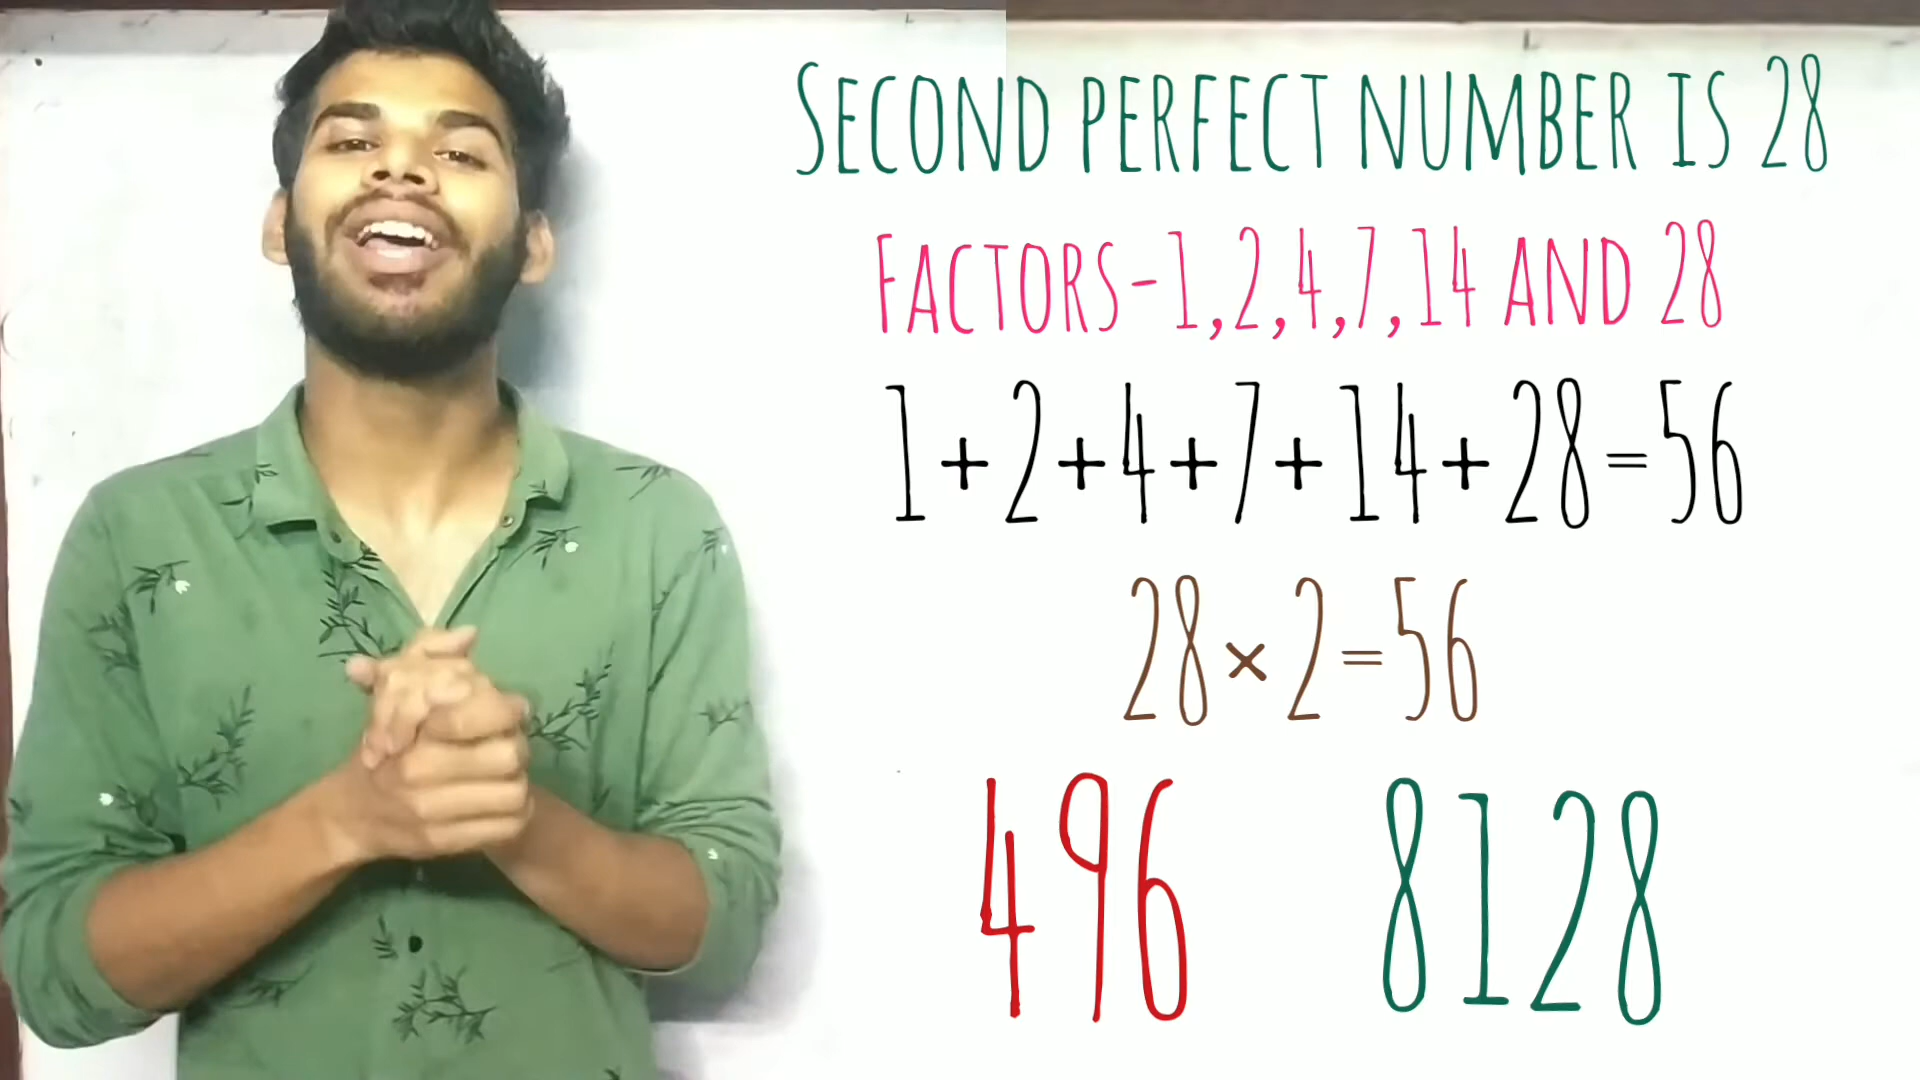 SECOND PERFECT NUMBER IS 28
FACTORS-1,2,4,7,14 AND 28
1+2+4+7+14+28=56
28×2=56
496 8128